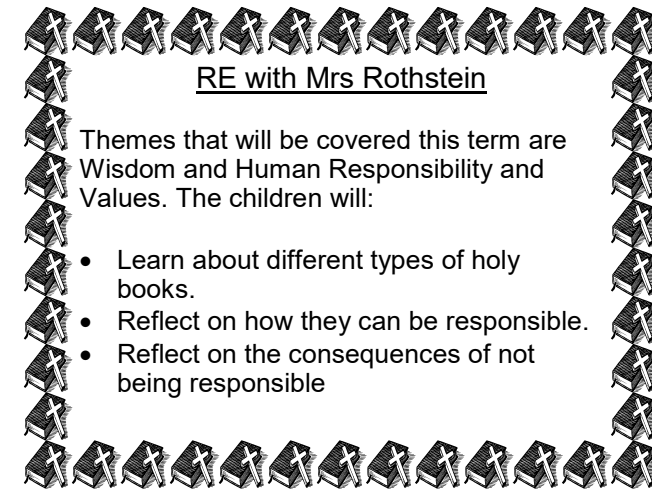 RE with Mrs Rothstein
Themes that will be covered this term are
Wisdom and Human Responsibility and
Values. The children will:
• Learn about different types of holy
books.
• Reflect on how they can be responsible.
• Reflect on the consequences of not
being responsible